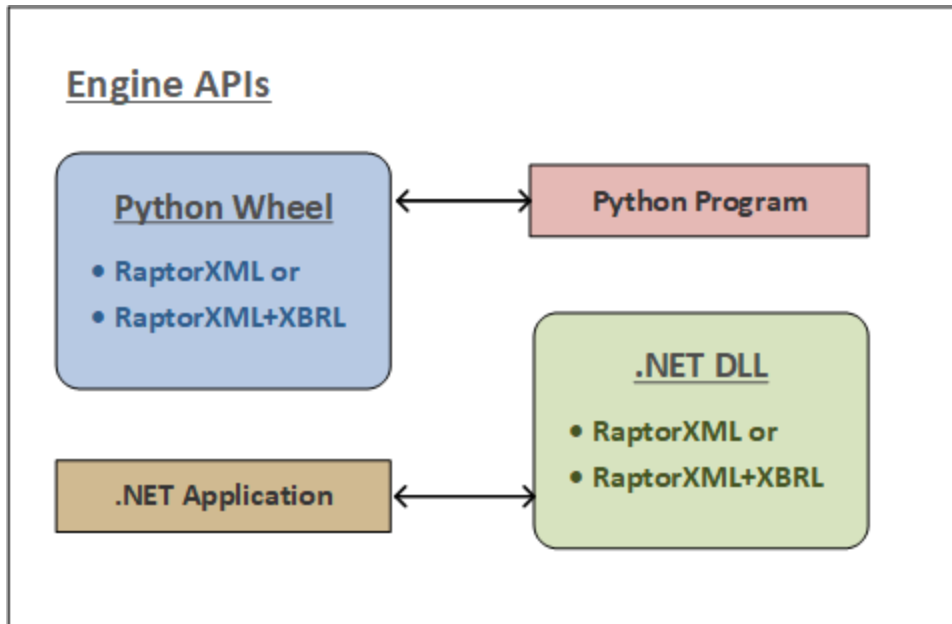 Engine APIs
Python Wheel
• RaptorXML or
• RaptorXML+XBRL
Python Program
.NET DLL
• RaptorXML or
• RaptorXML+XBRL
.NET Application